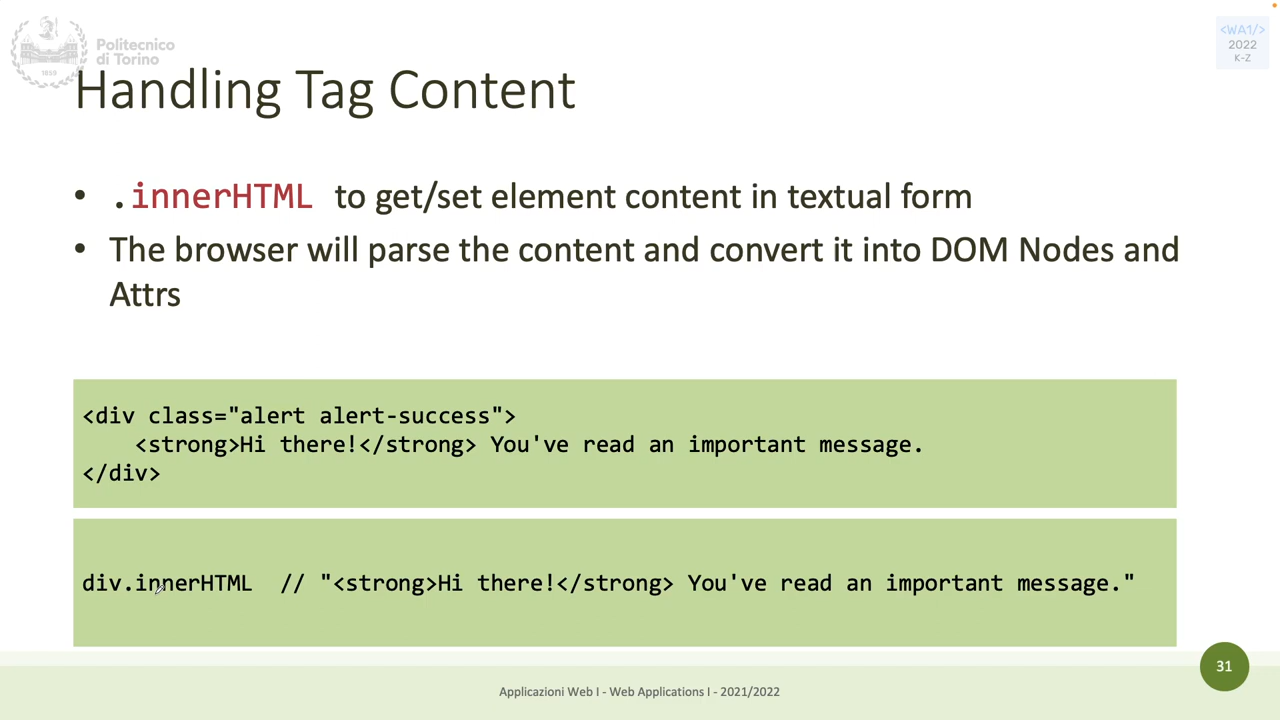 Politecnico
di Torino
1859
<WA1/>
2022
K-Z
Handling Tag Content
• .innerHTML to get/set element content in textual form
• The browser will parse the content and convert it into DOM Nodes and
Attrs
<div class="alert alert-success">
    <strong>Hi there!</strong> You've read an important message.
</div>
div.innerHTML  // "<strong>Hi there!</strong> You've read an important message."
31
Applicazioni Web I - Web Applications I - 2021/2022